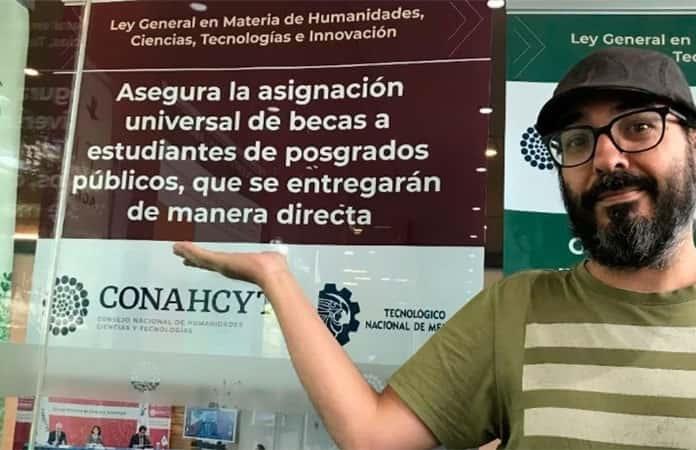 Ley General en Materia de Humanidades,
Ciencias, Tecnologías e Innovación
Asegura la asignación
universal de becas a
estudiantes de posgrados
públicos, que se entregarán
de manera directa
CONAHCYT
CONSEJO NACIONAL DE HUMANIDADES
CIENCIAS Y TECNOLOGÍAS
TECNOLÓGICO
NACIONAL DE
Ley General en